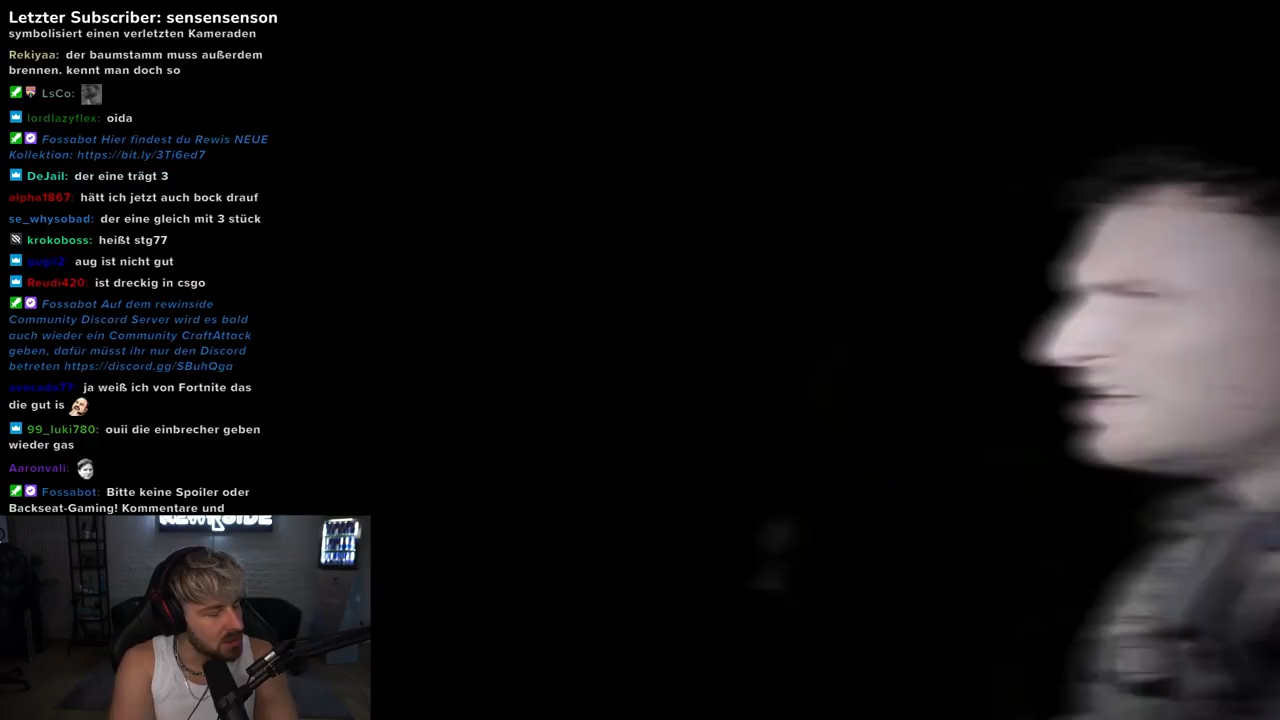 Letzter Subscriber: sensensenson
symbolisiert einen verletzten Kameraden
Rekiyaa: der baumstamm muss außerdem
brennen. kennt man doch so
LsCo:
lordlazyflex: oida
Fossabot Hier findest du Rewis NEUE
Kollektion: https://bit.ly/3Ti6ed7
DeJail: der eine trägt 3
alpha1867: hätt ich jetzt auch bock drauf
se_whysobad: der eine gleich mit 3 stück
krokoboss: heißt stg77
aug ist nicht gut
Reudi420: ist dreckig in csgo
Fossabot Auf dem rewinside
Community Discord Server wird es bald
auch wieder ein Community CraftAttack
geben, dafür müsst ihr nur den Discord
betreten https://discord.gg/SBuhQga
avocado77: ja weiß ich von Fortnite das
die gut is
99_luki780: ouii die einbrecher geben
wieder gas
Aaronvali:
Fossabot: Bitte keine Spoiler oder
Backseat-Gaming! Kommentare und
REWINSIDE